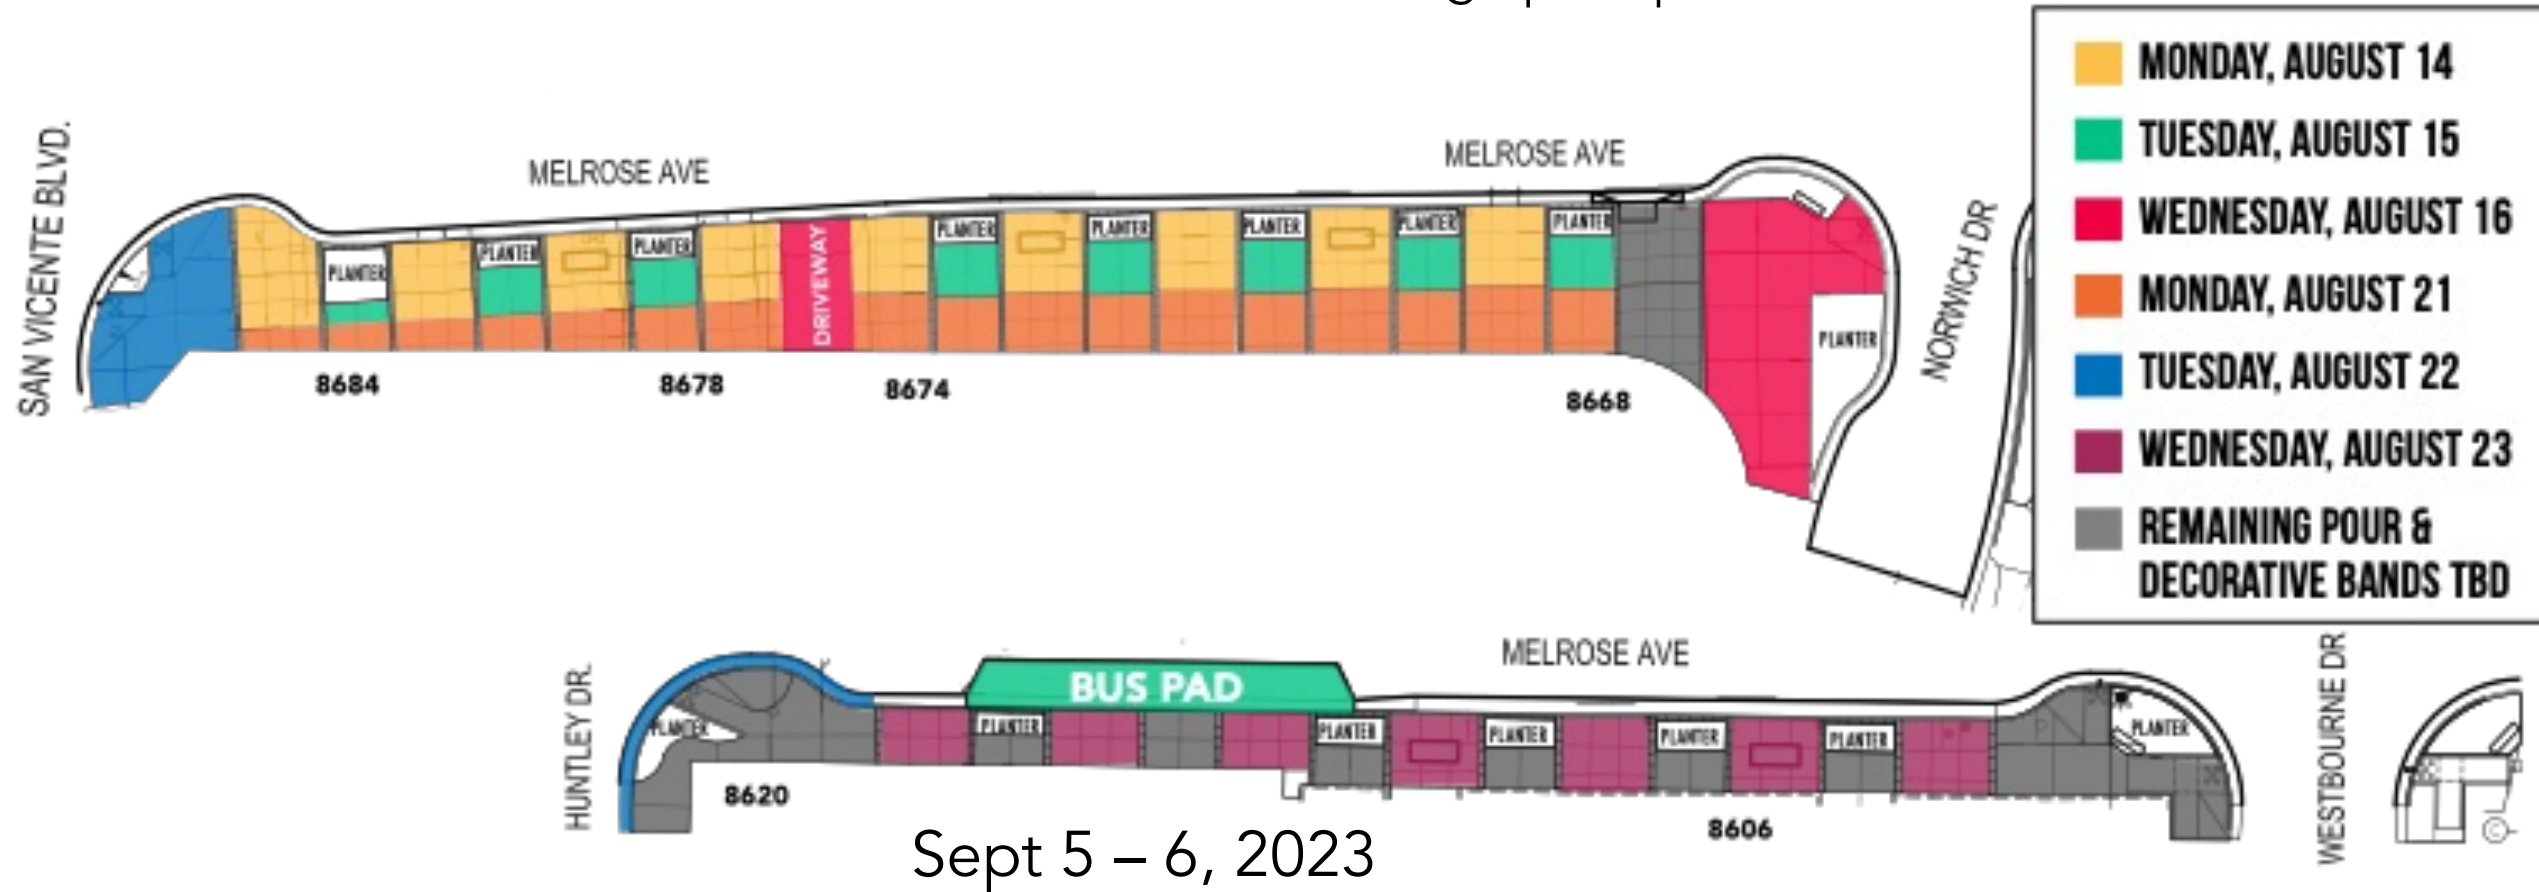 MONDAY, AUGUST 14
TUESDAY, AUGUST 15
WEDNESDAY, AUGUST 16
MONDAY, AUGUST 21
TUESDAY, AUGUST 22
WEDNESDAY, AUGUST 23
REMAINING POUR &
DECORATIVE BANDS TBD
SAN VICENTE BLVD.
MELROSE AVE
MELROSE AVE
NORWICH DR
PLANTER
PLANTER
PLANTER
DRIVEWAY
PLANTER
PLANTER
PLANTER
PLANTER
PLANTER
PLANTER
8684
8678
8674
8668
HUNTLEY DR.
MELROSE AVE
WESTBOURNE DR
BUS PAD
PLANTER
PLANTER
PLANTER
PLANTER
PLANTER
PLANTER
PLANTER
8620
8606
Sept 5 – 6, 2023